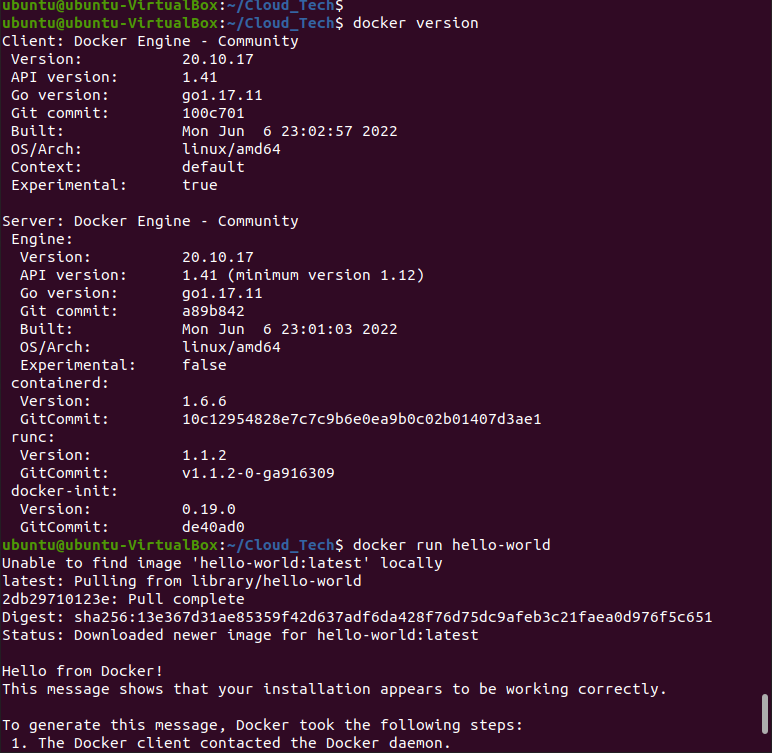 ubuntu@ubuntu-VirtualBox:~/Cloud_Tech$
ubuntu@ubuntu-VirtualBox:~/Cloud_Tech$ docker version
Client: Docker Engine - Community
 Version:           20.10.17
 API version:       1.41
 Go version:        go1.17.11
 Git commit:        100c701
 Built:             Mon Jun  6 23:02:57 2022
 OS/Arch:           linux/amd64
 Context:           default
 Experimental:      true

Server: Docker Engine - Community
 Engine:
  Version:          20.10.17
  API version:      1.41 (minimum version 1.12)
  Go version:       go1.17.11
  Git commit:       a89b842
  Built:            Mon Jun  6 23:01:03 2022
  OS/Arch:          linux/amd64
  Experimental:     false
 containerd:
  Version:          1.6.6
  GitCommit:        10c12954828e7c7c9b6e0ea9b0c02b01407d3ae1
 runc:
  Version:          1.1.2
  GitCommit:        v1.1.2-0-ga916309
 docker-init:
  Version:          0.19.0
  GitCommit:        de40ad0
ubuntu@ubuntu-VirtualBox:~/Cloud_Tech$ docker run hello-world
Unable to find image 'hello-world:latest' locally
latest: Pulling from library/hello-world
2db29710123e: Pull complete
Digest: sha256:13e367d31ae85359f42d637adf6da428f76d75dc9afeb3c21faea0d976f5c651
Status: Downloaded newer image for hello-world:latest

Hello from Docker!
This message shows that your installation appears to be working correctly.

To generate this message, Docker took the following steps:
 1. The Docker client contacted the Docker daemon.